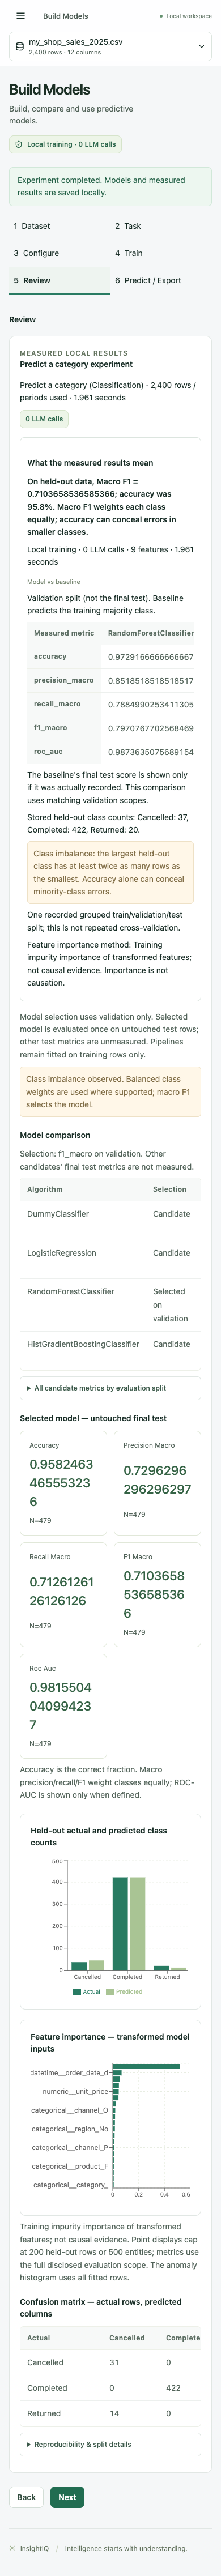 Build Models
Local workspace
my_shop_sales_2025.csv
2,400 rows · 12 columns
Build Models
Build, compare and use predictive
models.
Local training · 0 LLM calls
Experiment completed. Models and measured
results are saved locally.
1 Dataset
2 Task
3 Configure
4 Train
5 Review
6 Predict / Export
Review
MEASURED LOCAL RESULTS
Predict a category experiment
Predict a category (Classification) · 2,400 rows /
periods used · 1.961 seconds
0 LLM calls
What the measured results mean
On held-out data, Macro F1 =
0.7103658536585366; accuracy was
95.8%. Macro F1 weights each class
equally; accuracy can conceal errors in
smaller classes.
Local training · 0 LLM calls · 9 features · 1.961
seconds
Model vs baseline
Validation split (not the final test). Baseline
predicts the training majority class.
Measured metric RandomForestClassifier
accuracy 0.9729166666666667
precision_macro 0.8518518518518517
recall_macro 0.7884990253411305
f1_macro 0.7970767702568469
roc_auc 0.9873635075689154
The baseline's final test score is shown only
if it was actually recorded. This comparison
uses matching validation scopes.
Stored held-out class counts: Cancelled: 37,
Completed: 422, Returned: 20.
Class imbalance: the largest held-out
class has at least twice as many rows as
the smallest. Accuracy alone can conceal
minority-class errors.
One recorded grouped train/validation/test
split; this is not repeated cross-validation.
Feature importance method: Training
impurity importance of transformed features;
not causal evidence. Importance is not
causation.
Model selection uses validation only. Selected
model is evaluated once on untouched test rows;
other test metrics are unmeasured. Pipelines
remain fitted on training rows only.
Class imbalance observed. Balanced class
weights are used where supported; macro F1
selects the model.
Model comparison
Selection: f1_macro on validation. Other
candidates' final test metrics are not measured.
Algorithm Selection
DummyClassifier Candidate
LogisticRegression Candidate
RandomForestClassifier Selected
on
validation
HistGradientBoostingClassifier Candidate
All candidate metrics by evaluation split
Selected model — untouched final test
Accuracy
0.9582463
46555323
6
N=479
Precision Macro
0.7296296
296296297
N=479
Recall Macro
0.71261261
26126126
N=479
F1 Macro
0.7103658
53658536
6
N=479
Roc Auc
0.9815504
04099423
7
N=479
Accuracy is the correct fraction. Macro
precision/recall/F1 weight classes equally; ROC-
AUC is shown only when defined.
Held-out actual and predicted class
counts
500
400
300
200
100
0
Cancelled Completed Returned
Actual Predicted
Feature importance — transformed model
inputs
datetime__order_date_d
numeric__unit_price
categorical__channel_O
categorical__region_No
categorical__channel_P
categorical__product_F
categorical__category_
0 0.2 0.4 0.6
Training impurity importance of transformed
features; not causal evidence. Point displays cap
at 200 held-out rows or 500 entities; metrics use
the full disclosed evaluation scope. The anomaly
histogram uses all fitted rows.
Confusion matrix — actual rows, predicted
columns
Actual Cancelled Complete
Cancelled 31 0
Completed 0 422
Returned 14 0
Reproducibility & split details
Back
Next
InsightIQ / Intelligence starts with understanding.